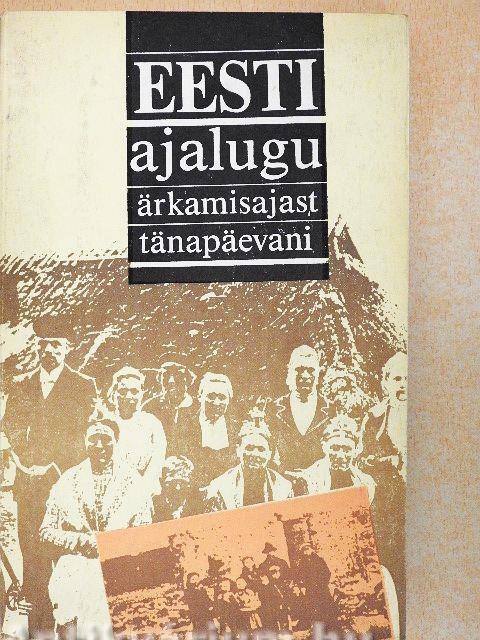 EESTI
ajalugu
ärkamisajast
tänapäevani